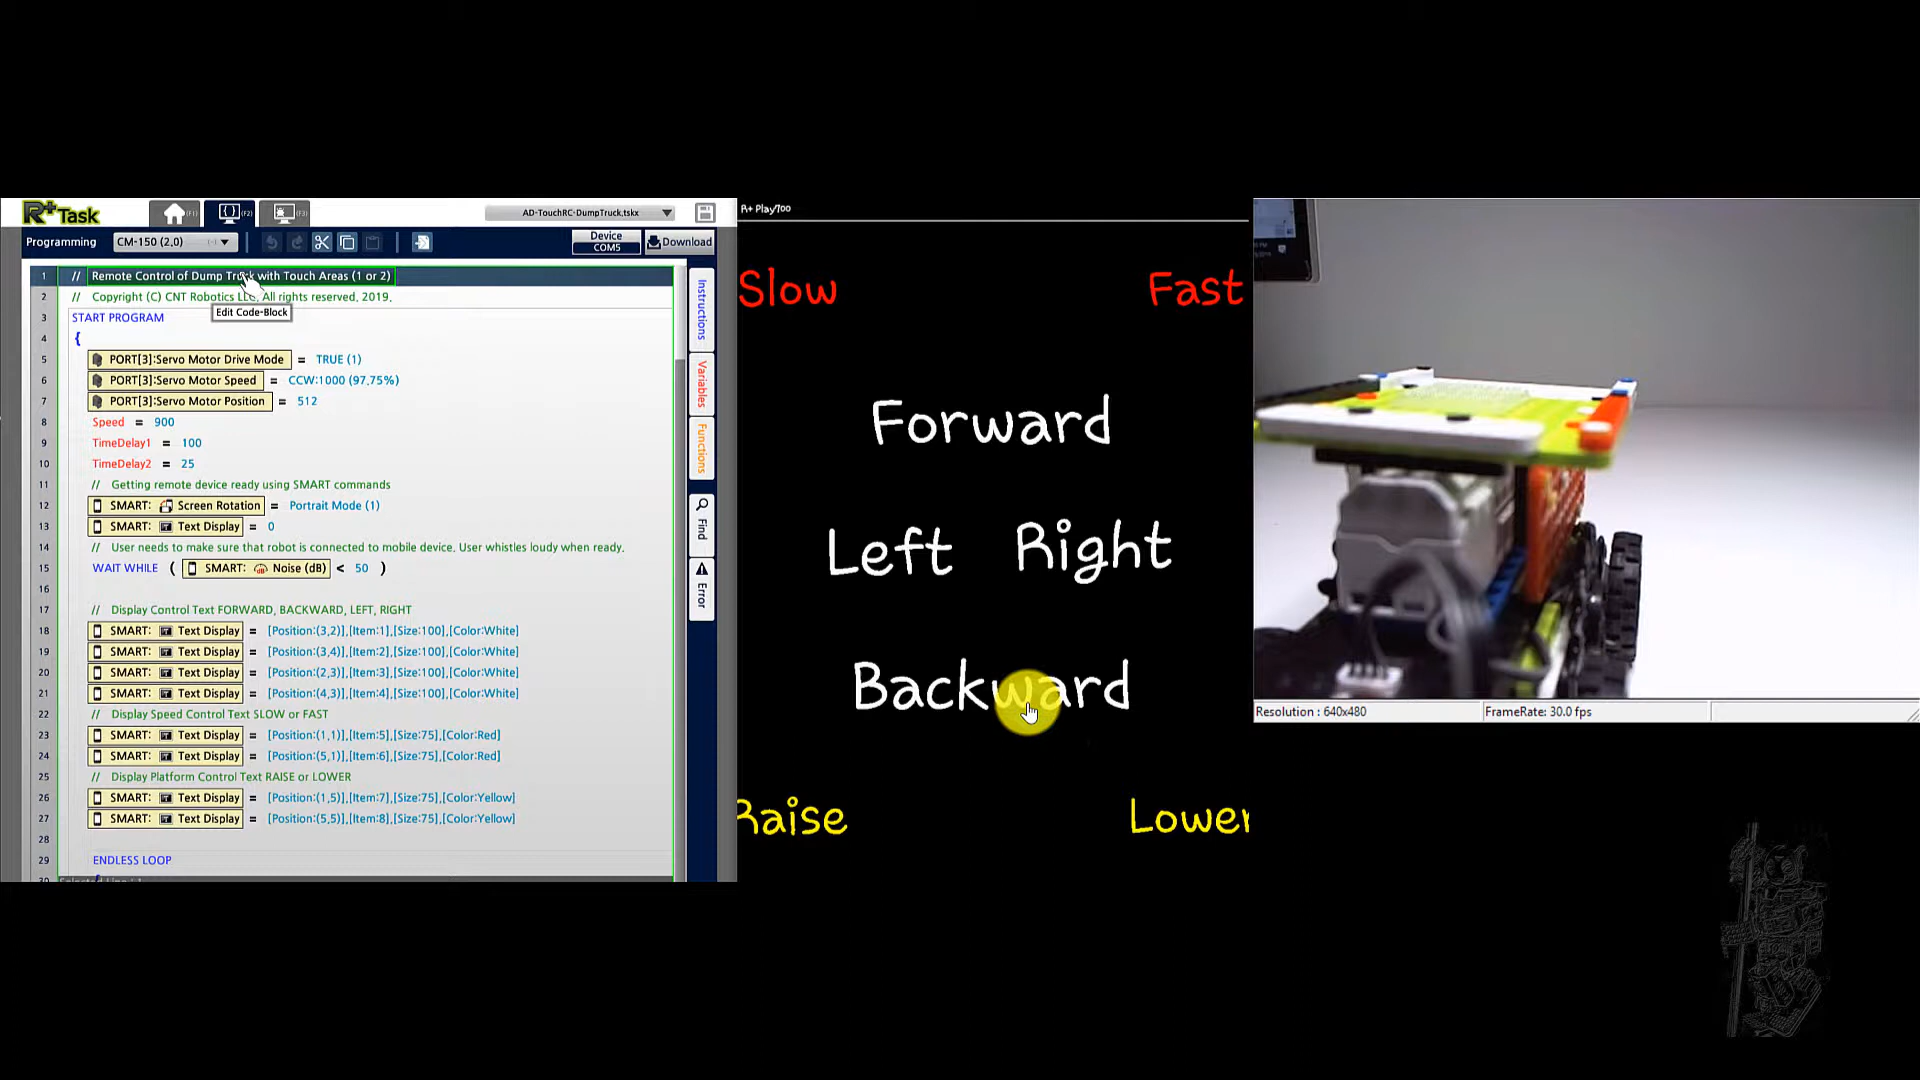 R+Task
(F1)
(F2)
(F3)
AD-TouchRC-DumpTruck.tskx
Programming
CM-150 (2.0)
Device
COM5
Download
1 // Remote Control of Dump Truck with Touch Areas (1 or 2)
2 // Copyright (C) CNT Robotics LLC. All rights reserved. 2019.
Edit Code-Block
3 START PROGRAM
4 {
5 PORT[3]:Servo Motor Drive Mode = TRUE (1)
6 PORT[3]:Servo Motor Speed = CCW:1000 (97.75%)
7 PORT[3]:Servo Motor Position = 512
8 Speed = 900
9 TimeDelay1 = 100
10 TimeDelay2 = 25
11 // Getting remote device ready using SMART commands
12 SMART: Screen Rotation = Portrait Mode (1)
13 SMART: Text Display = 0
14 // User needs to make sure that robot is connected to mobile device. User whistles loudy when ready.
15 WAIT WHILE ( SMART: Noise (dB) < 50 )
16
17 // Display Control Text FORWARD, BACKWARD, LEFT, RIGHT
18 SMART: Text Display = [Position:(3,2)],[Item:1],[Size:100],[Color:White]
19 SMART: Text Display = [Position:(3,4)],[Item:2],[Size:100],[Color:White]
20 SMART: Text Display = [Position:(2,3)],[Item:3],[Size:100],[Color:White]
21 SMART: Text Display = [Position:(4,3)],[Item:4],[Size:100],[Color:White]
22 // Display Speed Control Text SLOW or FAST
23 SMART: Text Display = [Position:(1,1)],[Item:5],[Size:75],[Color:Red]
24 SMART: Text Display = [Position:(5,1)],[Item:6],[Size:75],[Color:Red]
25 // Display Platform Control Text RAISE or LOWER
26 SMART: Text Display = [Position:(1,5)],[Item:7],[Size:75],[Color:Yellow]
27 SMART: Text Display = [Position:(5,5)],[Item:8],[Size:75],[Color:Yellow]
28
29 ENDLESS LOOP
30 {
Instructions
Variables
Functions
Find
Error
R+ Play700
Slow Fast
Forward
Left Right
Backward
Raise Lower
Resolution : 640x480
FrameRate: 30.0 fps